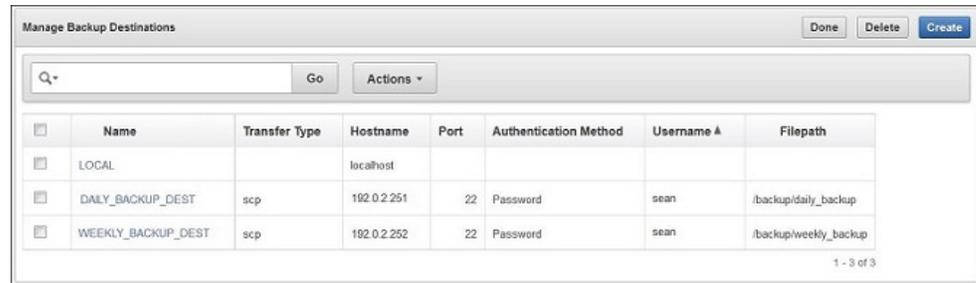 Manage Backup Destinations Done Delete Create
Go Actions
Name Transfer Type Hostname Port Authentication Method Username Filepath
LOCAL localhost
DAILY_BACKUP_DEST scp 192.0.2.251 22 Password sean /backup/daily_backup
WEEKLY_BACKUP_DEST scp 192.0.2.252 22 Password sean /backup/weekly_backup
1 - 3 of 3